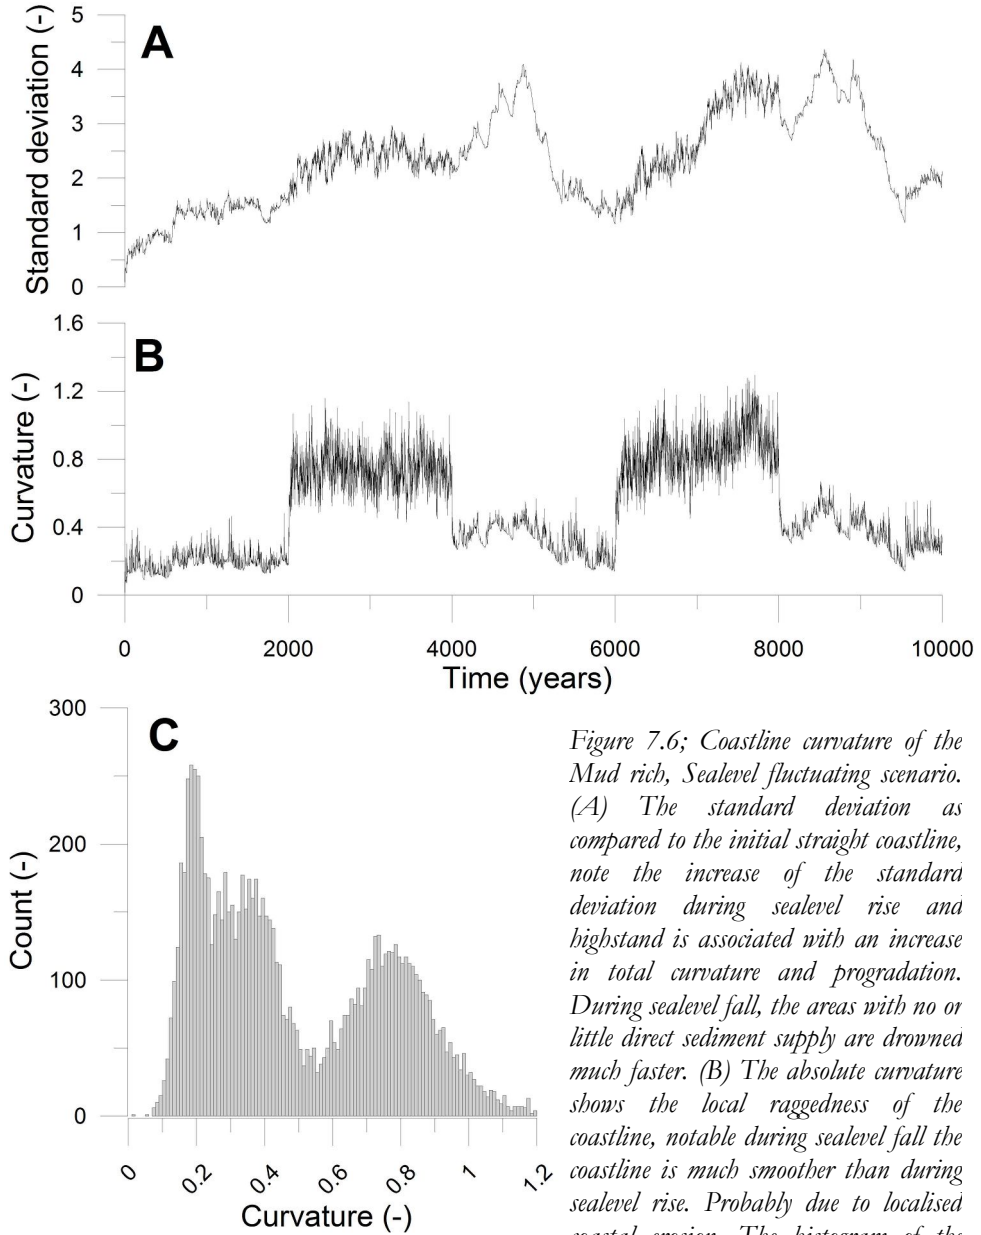 A
Standard deviation (-)
5
4
3
2
1
0
B
Curvature (-)
1.6
1.2
0.8
0.4
0
0 2000 4000 6000 8000 10000
Time (years)
C
Count (-)
300
200
100
0
0 0.2 0.4 0.6 0.8 1 1.2
Curvature (-)
Figure 7.6; Coastline curvature of the
Mud rich, Sealevel fluctuating scenario.
(A) The standard deviation as
compared to the initial straight coastline,
note the increase of the standard
deviation during sealevel rise and
highstand is associated with an increase
in total curvature and progradation.
During sealevel fall, the areas with no or
little direct sediment supply are drowned
much faster. (B) The absolute curvature
shows the local raggedness of the
coastline, notable during sealevel fall the
coastline is much smoother than during
sealevel rise. Probably due to localised
coastal erosion. The histogram of the